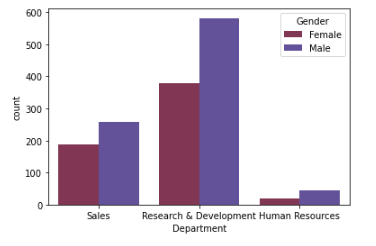 600
500
400
300
200
100
0
count
Gender
Female
Male
Sales
Research & Development
Human Resources
Department